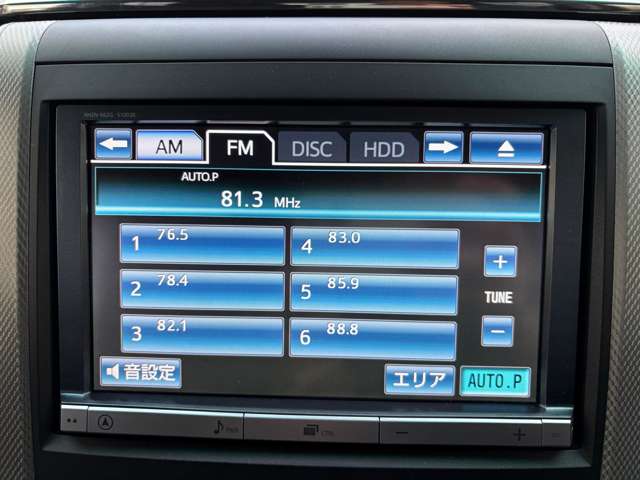 AM FM DISC HDD
AUTO.P
81.3 MHz
1 76.5 4 83.0
+
2 78.4 5 85.9
TUNE
3 82.1 6 88.8
−
音設定 エリア AUTO.P
PWR − +